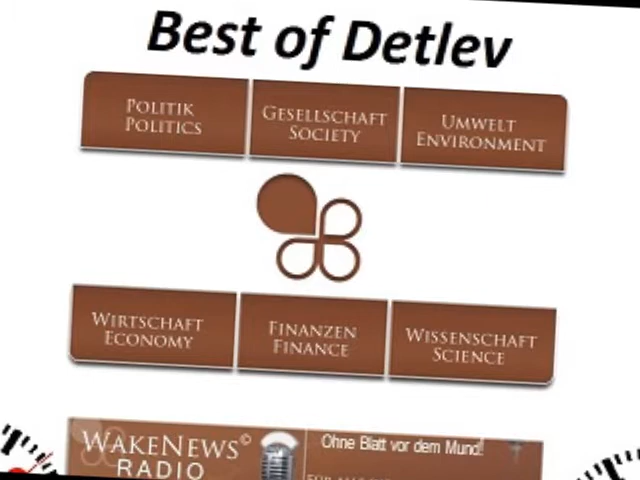 Best of Detlev
POLITIK
POLITICS
GESELLSCHAFT
SOCIETY
UMWELT
ENVIRONMENT
WIRTSCHAFT
ECONOMY
FINANZEN
FINANCE
WISSENSCHAFT
SCIENCE
WAKENEWS©
RADIO
Ohne Blatt vor dem Mund!